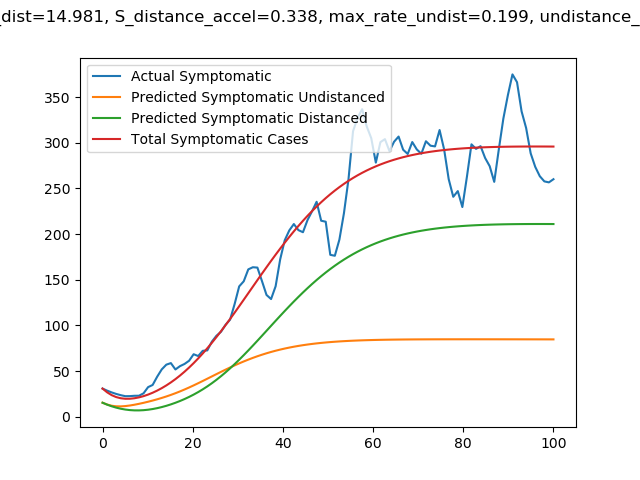 dist=14.981, S_distance_accel=0.338, max_rate_undist=0.199, undistance_
Actual Symptomatic
Predicted Symptomatic Undistanced
Predicted Symptomatic Distanced
Total Symptomatic Cases
350
300
250
200
150
100
50
0
0 20 40 60 80 100